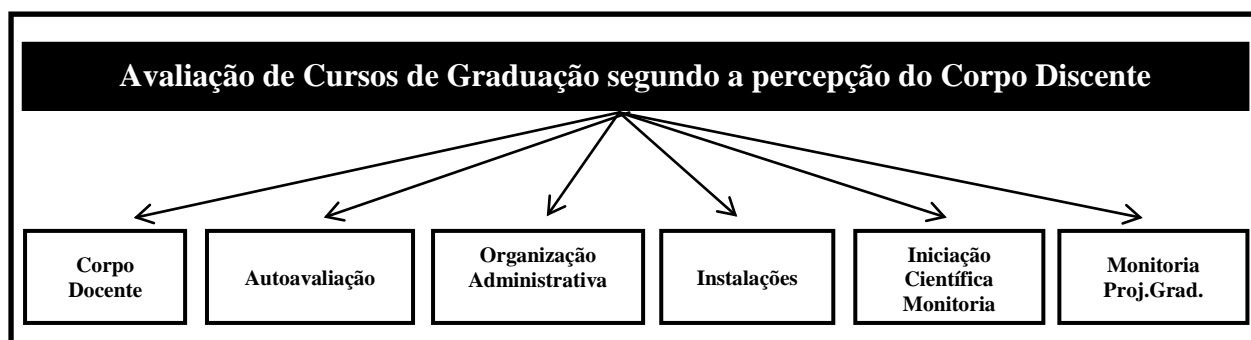 Avaliação de Cursos de Graduação segundo a percepção do Corpo Discente
Corpo
Docente
Autoavaliação
Organização
Administrativa
Instalações
Iniciação
Científica
Monitoria
Monitoria
Proj.Grad.